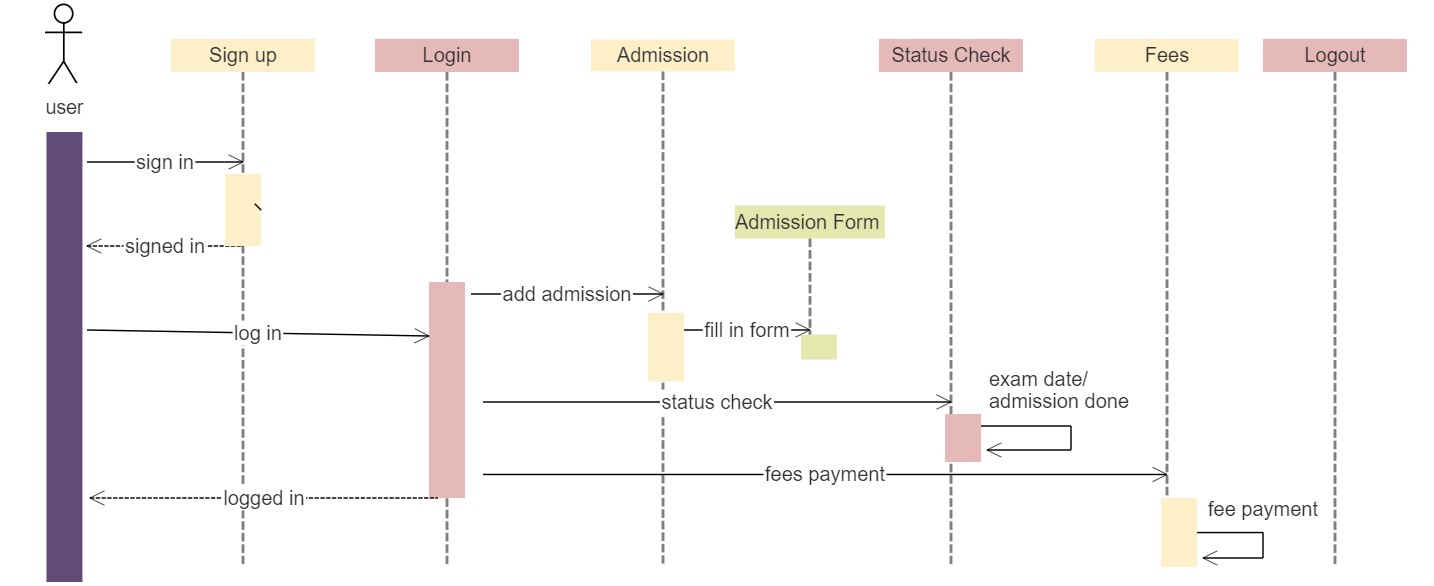 Sign up
Login
Admission
Status Check
Fees
Logout
user
sign in
Admission Form
signed in
add admission
log in
fill in form
exam date/
admission done
status check
fees payment
logged in
fee payment